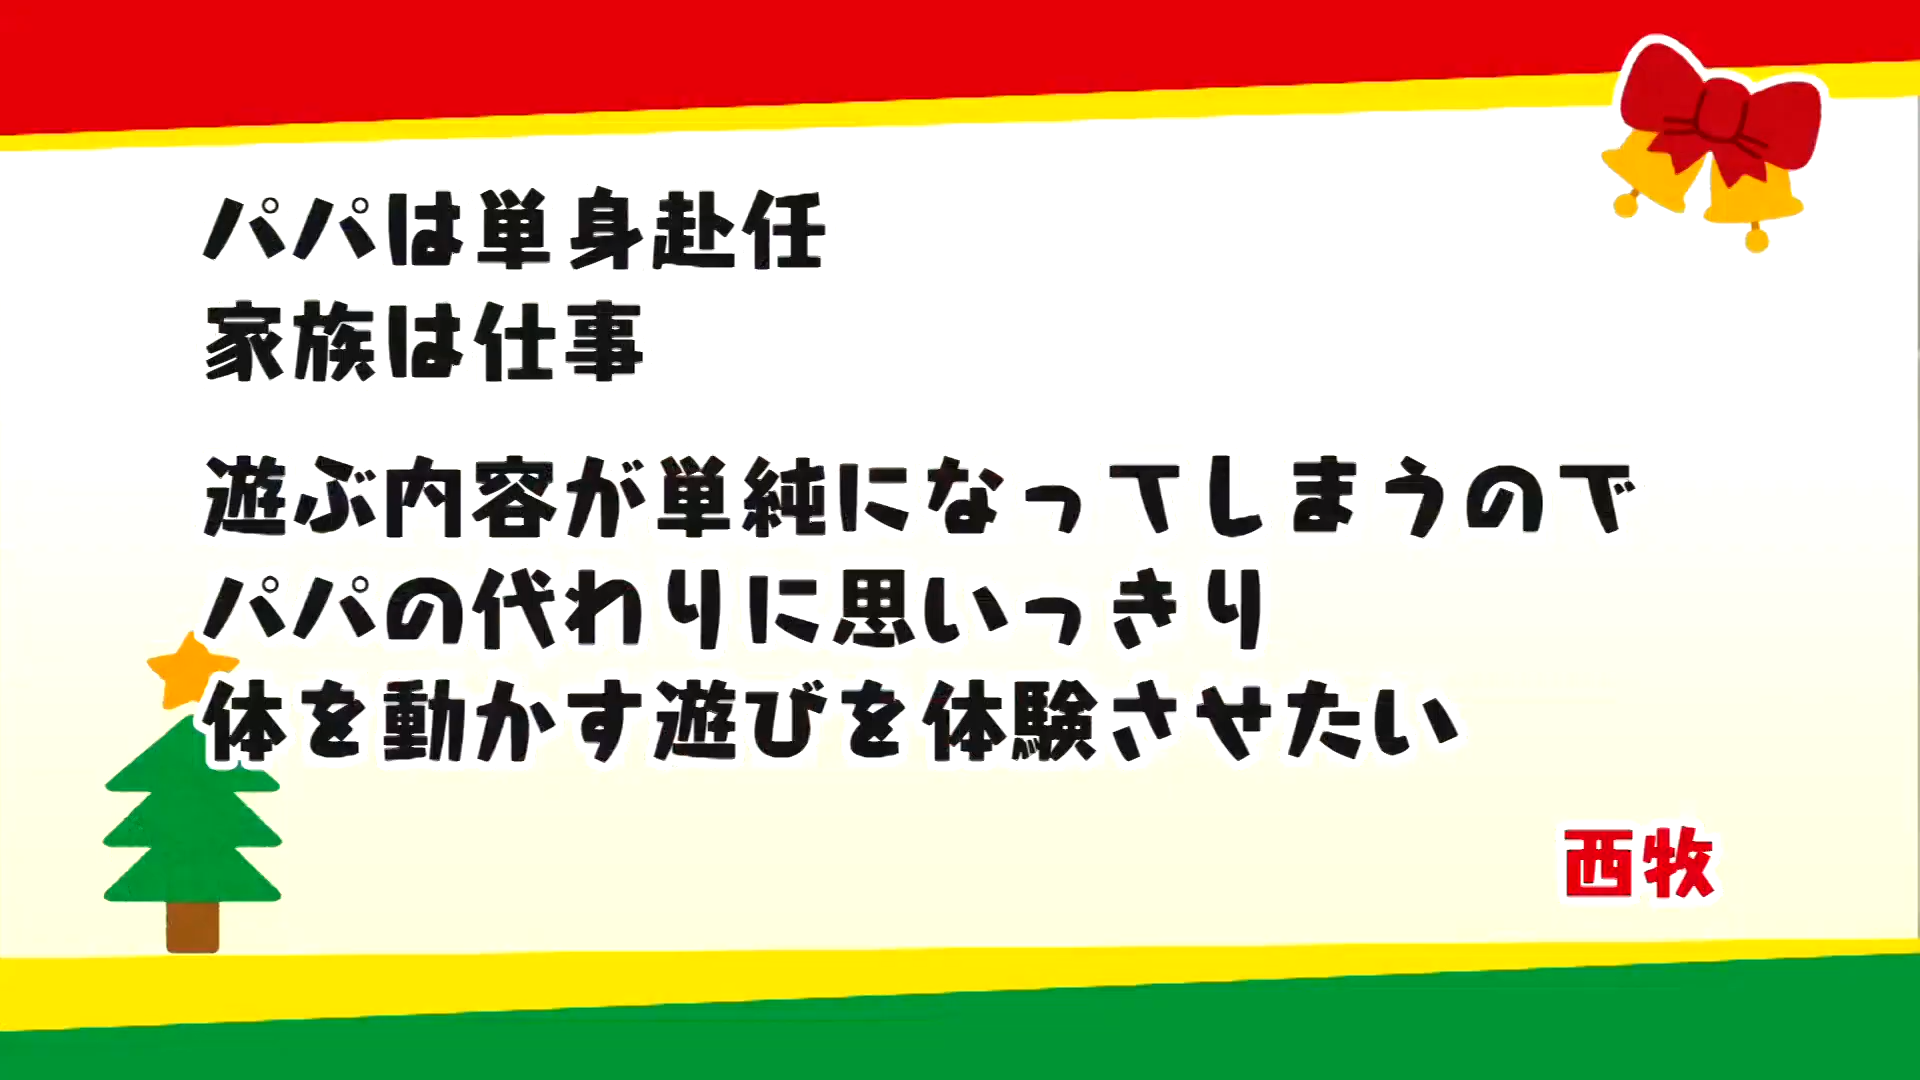 パパは単身赴任
家族は仕事
遊ぶ内容が単純になってしまうので
パパの代わりに思いっきり
体を動かす遊びを体験させたい
西牧